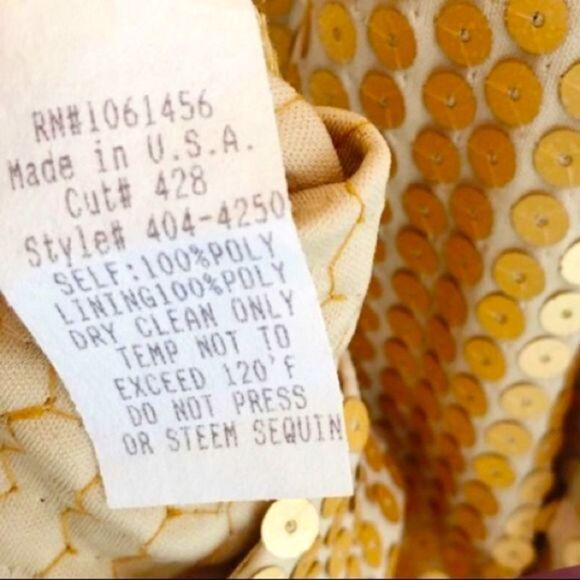 RN#1061456
Made in U.S.A.
Cut# 428
Style# 404-4250
SELF:100%POLY
LINING100%POLY
DRY CLEAN ONLY
TEMP NOT TO
EXCEED 120'F
DO NOT PRESS
OR STEEM SEQUIN